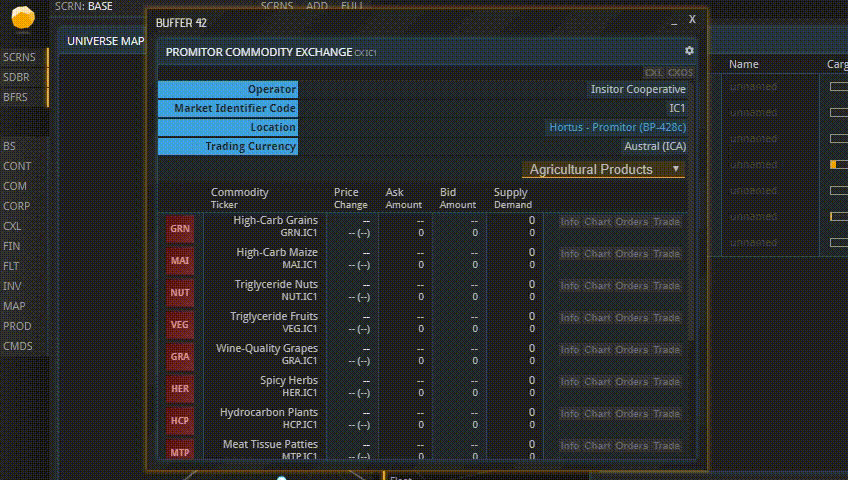 SCRN: BASE
SCRNS ADD FULL
SCRNS
SDBR
BFRS
BS
CONT
COM
CORP
CXL
FIN
FLT
INV
MAP
PROD
CMDS
UNIVERSE MAP
BUFFER 42
_ X
PROMITOR COMMODITY EXCHANGE CX IC1
CXL CXOS
Operator Insitor Cooperative
Market Identifier Code IC1
Location Hortus - Promitor (BP-428c)
Trading Currency Austral (ICA)
Agricultural Products
Commodity Price Ask Bid Supply
Ticker Change Amount Amount Demand
GRN High-Carb Grains -- -- -- 0 Info Chart Orders Trade
GRN.IC1 -- (--) 0 0 0
MAI High-Carb Maize -- -- -- 0 Info Chart Orders Trade
MAI.IC1 -- (--) 0 0 0
NUT Triglyceride Nuts -- -- -- 0 Info Chart Orders Trade
NUT.IC1 -- (--) 0 0 0
VEG Triglyceride Fruits -- -- -- 0 Info Chart Orders Trade
VEG.IC1 -- (--) 0 0 0
GRA Wine-Quality Grapes -- -- -- 0 Info Chart Orders Trade
GRA.IC1 -- (--) 0 0 0
HER Spicy Herbs -- -- -- 0 Info Chart Orders Trade
HER.IC1 -- (--) 0 0 0
HCP Hydrocarbon Plants -- -- -- 0 Info Chart Orders Trade
HCP.IC1 -- (--) 0 0 0
MTP Meat Tissue Patties -- -- -- 0 Info Chart Orders Trade
MTP.IC1 -- (--) 0 0 0
Name Carg
unnamed
unnamed
unnamed
unnamed
unnamed
unnamed
unnamed